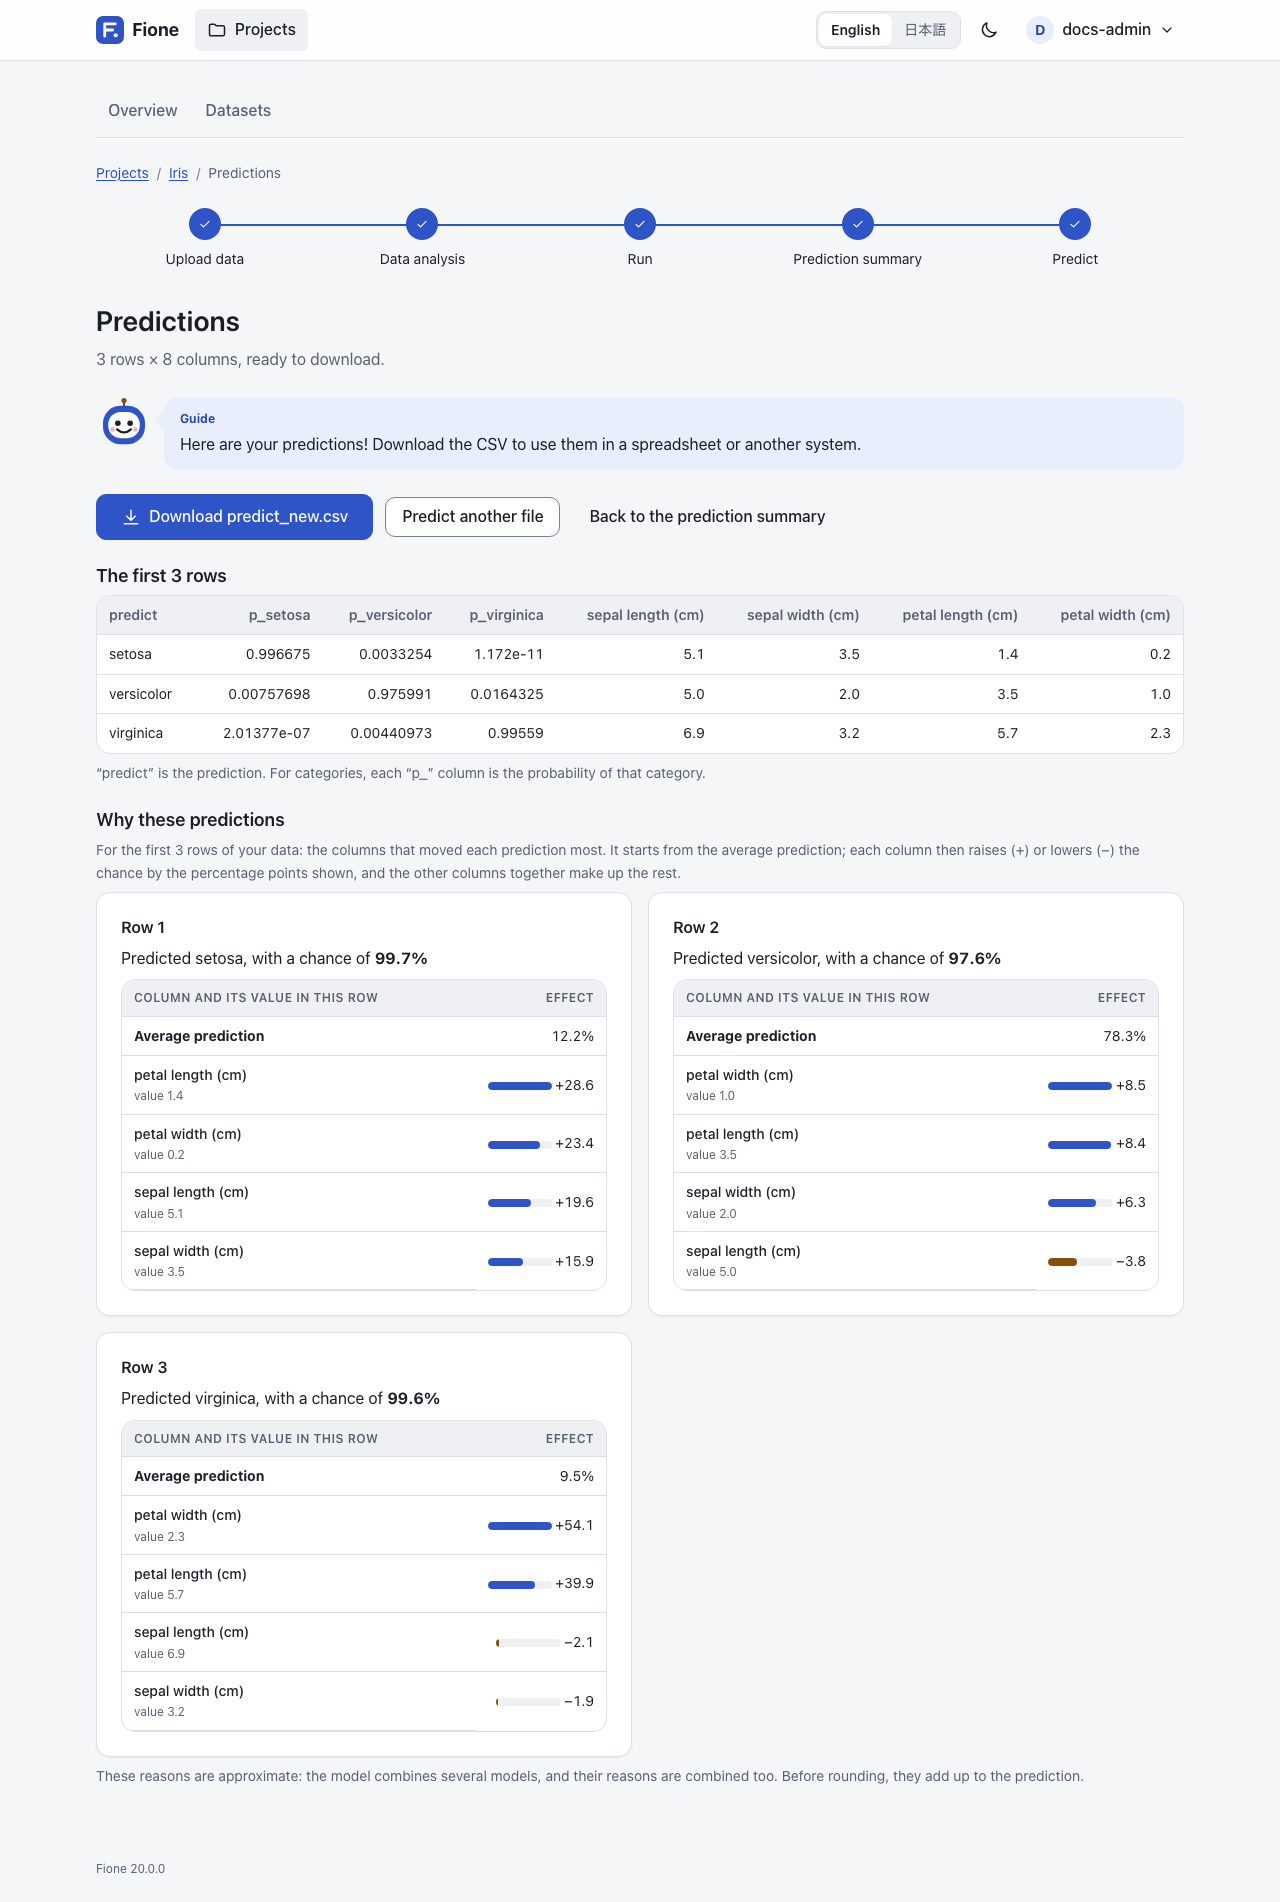 F. Fione
Projects
English
日本語
D
docs-admin
Overview
Datasets
Projects / Iris / Predictions
Upload data
Data analysis
Run
Prediction summary
Predict
Predictions
3 rows × 8 columns, ready to download.
Guide
Here are your predictions! Download the CSV to use them in a spreadsheet or another system.
Download predict_new.csv
Predict another file
Back to the prediction summary
The first 3 rows
predict p_setosa p_versicolor p_virginica sepal length (cm) sepal width (cm) petal length (cm) petal width (cm)
setosa 0.996675 0.0033254 1.172e-11 5.1 3.5 1.4 0.2
versicolor 0.00757698 0.975991 0.0164325 5.0 2.0 3.5 1.0
virginica 2.01377e-07 0.00440973 0.99559 6.9 3.2 5.7 2.3
“predict” is the prediction. For categories, each “p_” column is the probability of that category.
Why these predictions
For the first 3 rows of your data: the columns that moved each prediction most. It starts from the average prediction; each column then raises (+) or lowers (−) the
chance by the percentage points shown, and the other columns together make up the rest.
Row 1
Predicted setosa, with a chance of 99.7%
COLUMN AND ITS VALUE IN THIS ROW EFFECT
Average prediction 12.2%
petal length (cm)
value 1.4
+28.6
petal width (cm)
value 0.2
+23.4
sepal length (cm)
value 5.1
+19.6
sepal width (cm)
value 3.5
+15.9
Row 2
Predicted versicolor, with a chance of 97.6%
COLUMN AND ITS VALUE IN THIS ROW EFFECT
Average prediction 78.3%
petal width (cm)
value 1.0
+8.5
petal length (cm)
value 3.5
+8.4
sepal width (cm)
value 2.0
+6.3
sepal length (cm)
value 5.0
−3.8
Row 3
Predicted virginica, with a chance of 99.6%
COLUMN AND ITS VALUE IN THIS ROW EFFECT
Average prediction 9.5%
petal width (cm)
value 2.3
+54.1
petal length (cm)
value 5.7
+39.9
sepal length (cm)
value 6.9
−2.1
sepal width (cm)
value 3.2
−1.9
These reasons are approximate: the model combines several models, and their reasons are combined too. Before rounding, they add up to the prediction.
Fione 20.0.0